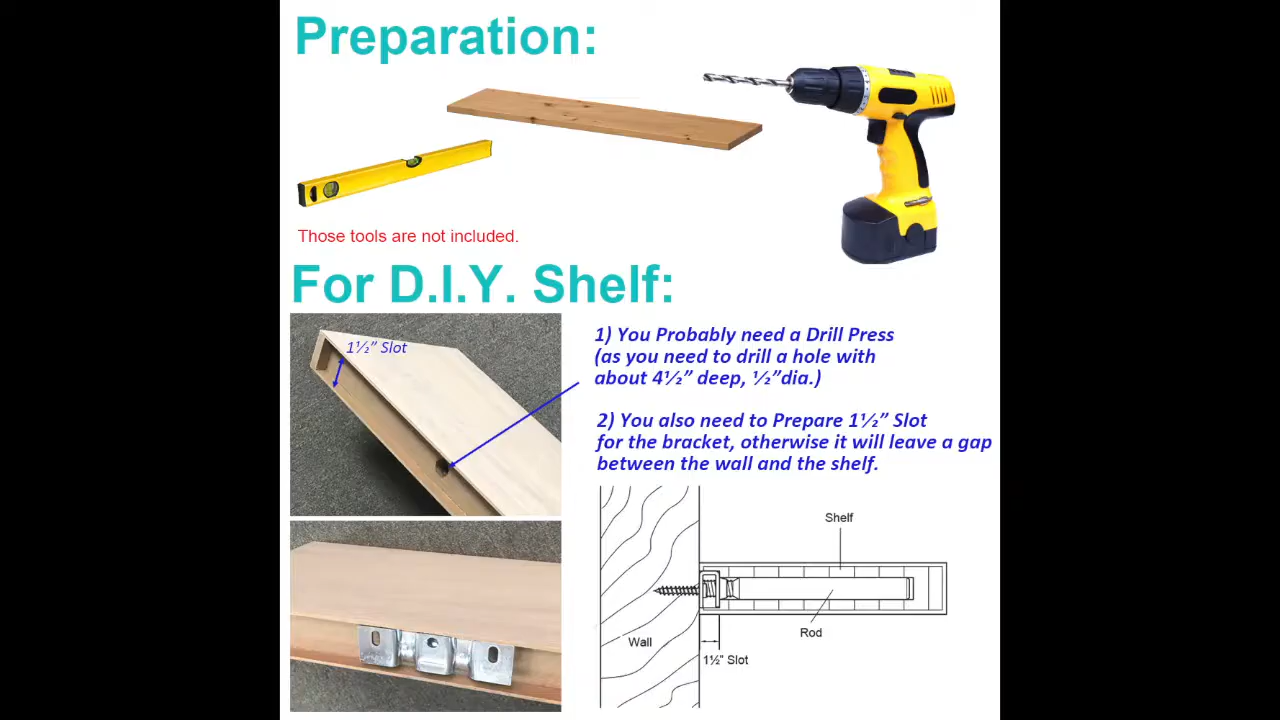 Preparation:
Those tools are not included.
For D.I.Y. Shelf:
1½” Slot
1) You Probably need a Drill Press
(as you need to drill a hole with
about 4½” deep, ½”dia.)
2) You also need to Prepare 1½” Slot
for the bracket, otherwise it will leave a gap
between the wall and the shelf.
Shelf
Wall
Rod
1½" Slot